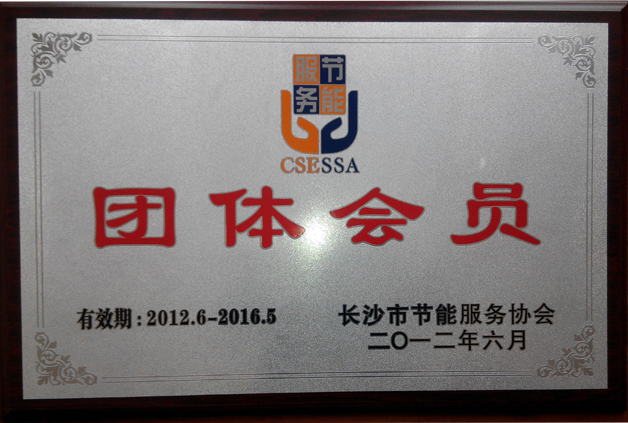 服节
务能
CSESSA
团体会员
有效期：2012.6-2016.5
长沙市节能服务协会
二〇一二年六月